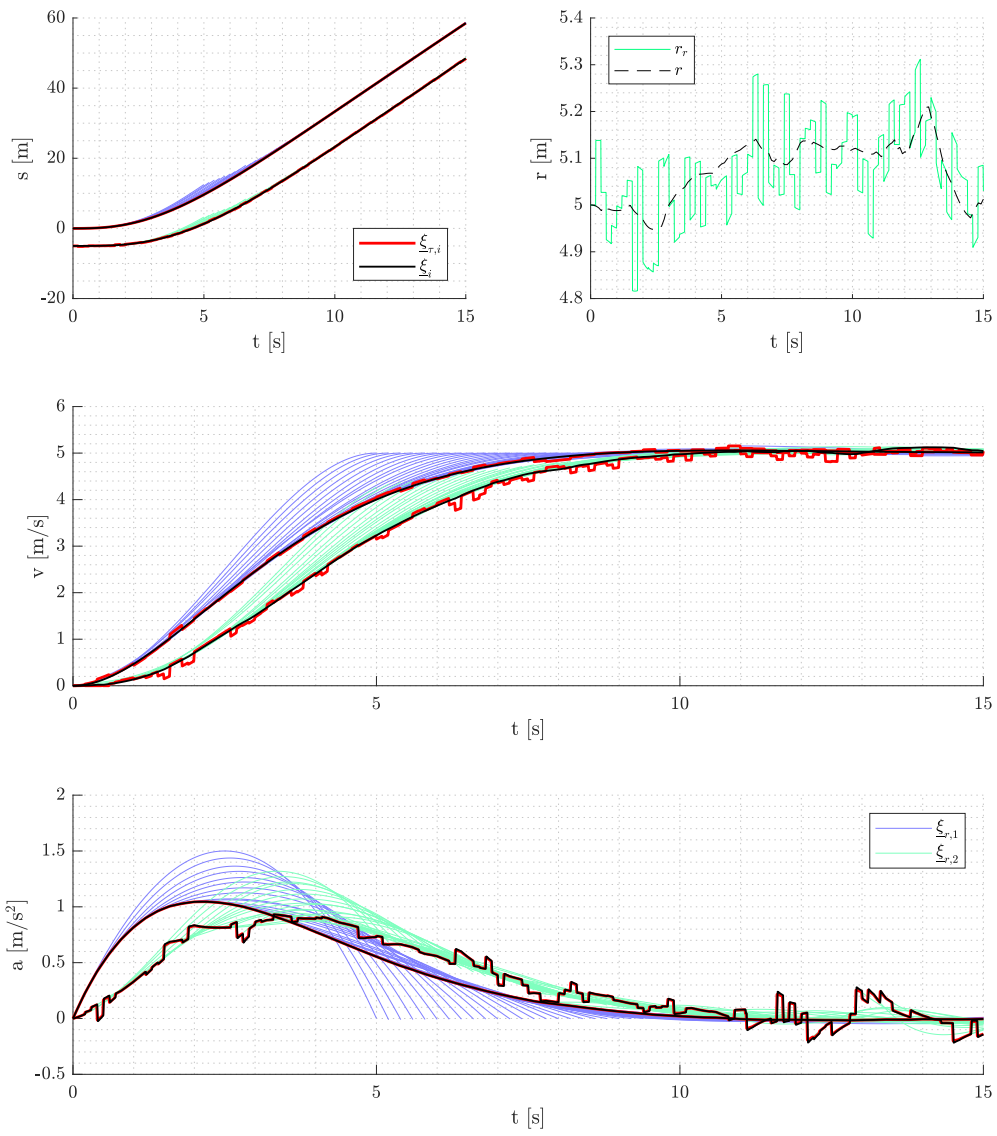 60
40
20
0
-20
s [m]
0
5
10
15
t [s]
ξ_{r,i}
ξ_i
5.4
5.3
5.2
5.1
5
4.9
4.8
r [m]
0
5
10
15
t [s]
r_r
r
6
5
4
3
2
1
0
v [m/s]
0
5
10
15
t [s]
2
1.5
1
0.5
0
-0.5
a [m/s²]
0
5
10
15
t [s]
ξ_{r,1}
ξ_{r,2}